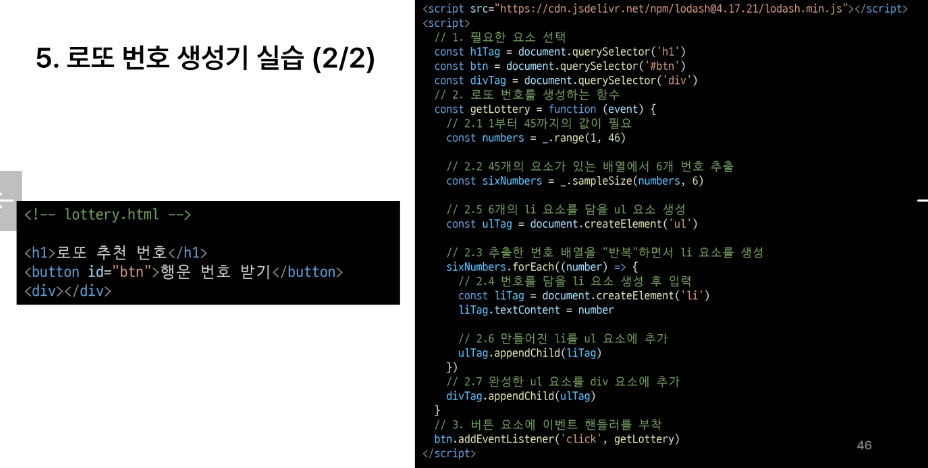 5. 로또 번호 생성기 실습 (2/2)
<!-- lottery.html -->
<h1>로또 추천 번호</h1>
<button id="btn">행운 번호 받기</button>
<div></div>
<script src="https://cdn.jsdelivr.net/npm/lodash@4.17.21/lodash.min.js"></script>
<script>
// 1. 필요한 요소 선택
const h1Tag = document.querySelector('h1')
const btn = document.querySelector('#btn')
const divTag = document.querySelector('div')
// 2. 로또 번호를 생성하는 함수
const getLottery = function (event) {
// 2.1 1부터 45까지의 값이 필요
const numbers = _.range(1, 46)
// 2.2 45개의 요소가 있는 배열에서 6개 번호 추출
const sixNumbers = _.sampleSize(numbers, 6)
// 2.5 6개의 li 요소를 담을 ul 요소 생성
const ulTag = document.createElement('ul')
// 2.3 추출한 번호 배열을 "반복"하면서 li 요소를 생성
sixNumbers.forEach((number) => {
// 2.4 번호를 담을 li 요소 생성 후 입력
const liTag = document.createElement('li')
liTag.textContent = number
// 2.6 만들어진 li를 ul 요소에 추가
ulTag.appendChild(liTag)
})
// 2.7 완성한 ul 요소를 div 요소에 추가
divTag.appendChild(ulTag)
}
// 3. 버튼 요소에 이벤트 핸들러를 부착
btn.addEventListener('click', getLottery)
</script>
46